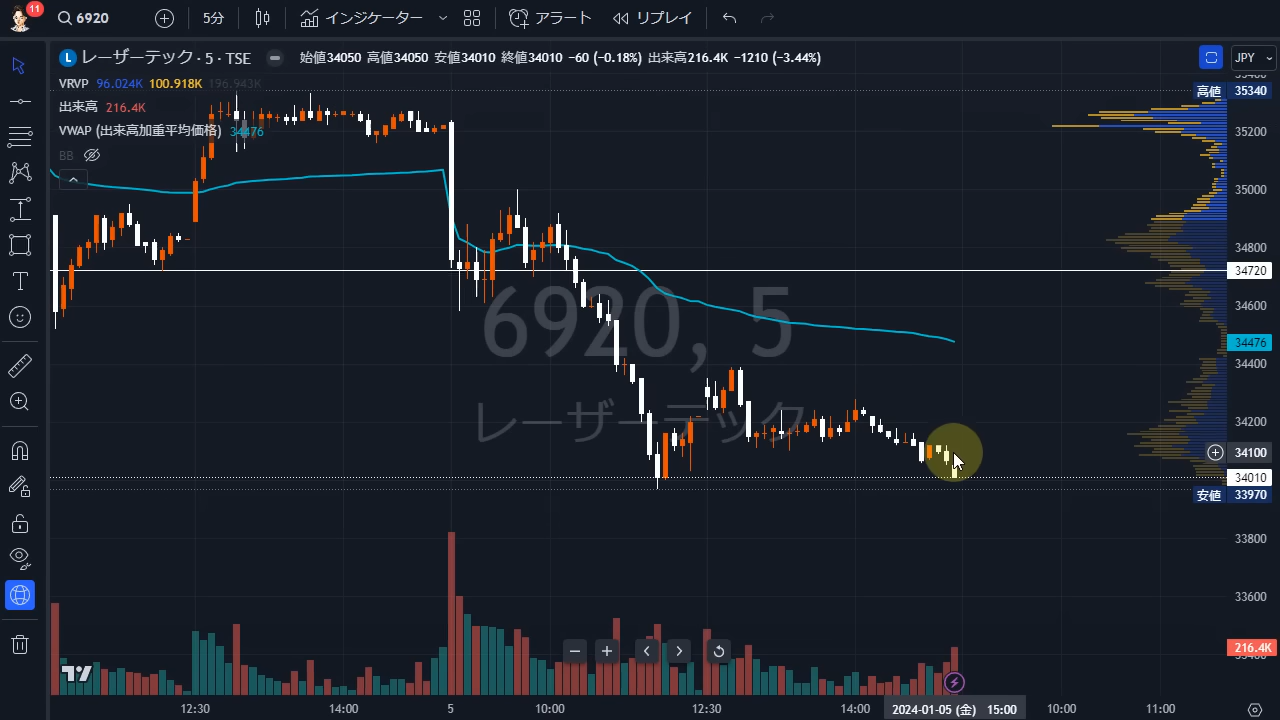 11
6920
5分
インジケーター
アラート
リプレイ
L レーザーテック · 5 · TSE
始値34050 高値34050 安値34010 終値34010 −60 (−0.18%) 出来高216.4K −1210 (−3.44%)
JPY
VRVP 96.024K 100.918K 196.943K
出来高 216.4K
VWAP (出来高加重平均価格) 34476
BB
高値 35340
35200
35000
34800
34720
34600
34476
34400
34200
34100
34010
安値 33970
33800
33600
216.4K
920, 5
ーザーテック
12:30
14:00
5
10:00
12:30
14:00
2024-01-05 (金) 15:00
10:00
11:00